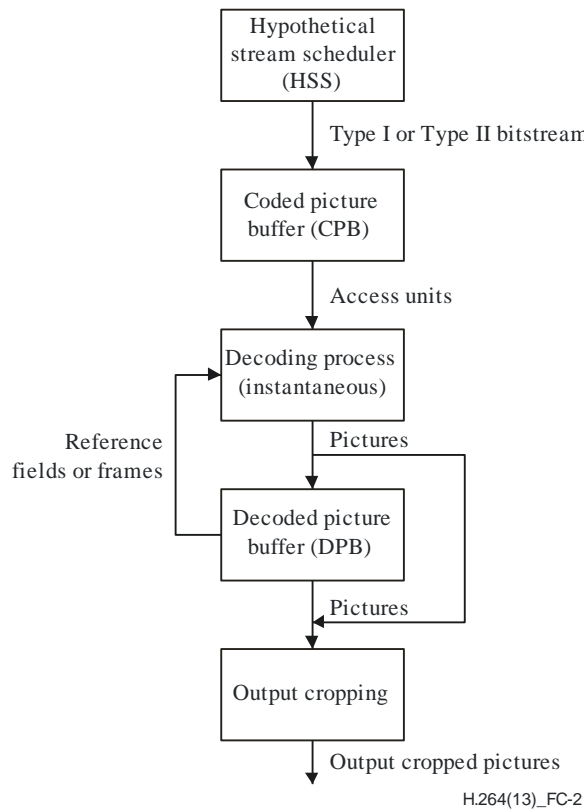 Hypothetical
stream scheduler
(HSS)
Type I or Type II bitstream
Coded picture
buffer (CPB)
Access units
Decoding process
(instantaneous)
Reference
fields or frames
Pictures
Decoded picture
buffer (DPB)
Pictures
Output cropping
Output cropped pictures
H.264(13)_FC-2